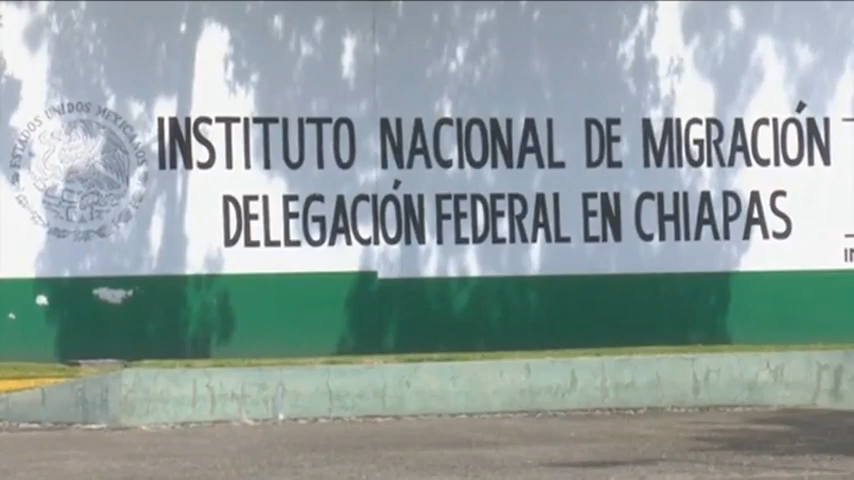 ESTADOS UNIDOS MEXICANOS
INSTITUTO NACIONAL DE MIGRACIÓN
DELEGACIÓN FEDERAL EN CHIAPAS